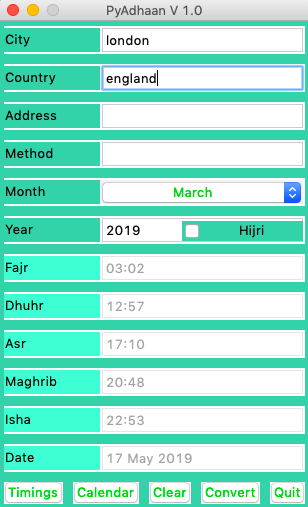 PyAdhaan V 1.0
City london
Country england
Address
Method
Month March
Year 2019 Hijri
Fajr 03:02
Dhuhr 12:57
Asr 17:10
Maghrib 20:48
Isha 22:53
Date 17 May 2019
Timings Calendar Clear Convert Quit